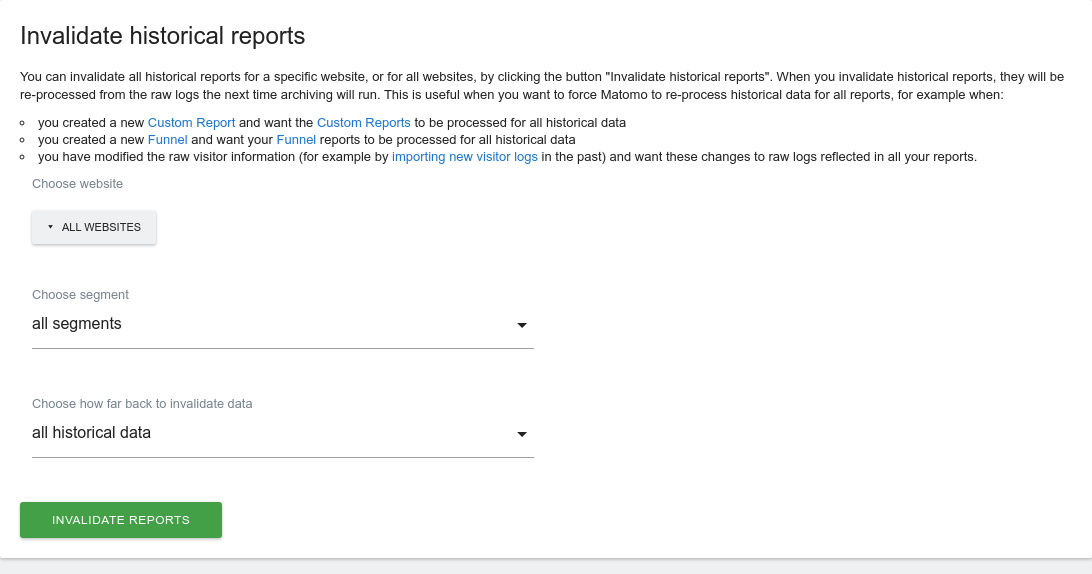 Invalidate historical reports
You can invalidate all historical reports for a specific website, or for all websites, by clicking the button "Invalidate historical reports". When you invalidate historical reports, they will be
re-processed from the raw logs the next time archiving will run. This is useful when you want to force Matomo to re-process historical data for all reports, for example when:
you created a new Custom Report and want the Custom Reports to be processed for all historical data
you created a new Funnel and want your Funnel reports to be processed for all historical data
you have modified the raw visitor information (for example by importing new visitor logs in the past) and want these changes to raw logs reflected in all your reports.
Choose website
ALL WEBSITES
Choose segment
all segments
Choose how far back to invalidate data
all historical data
INVALIDATE REPORTS